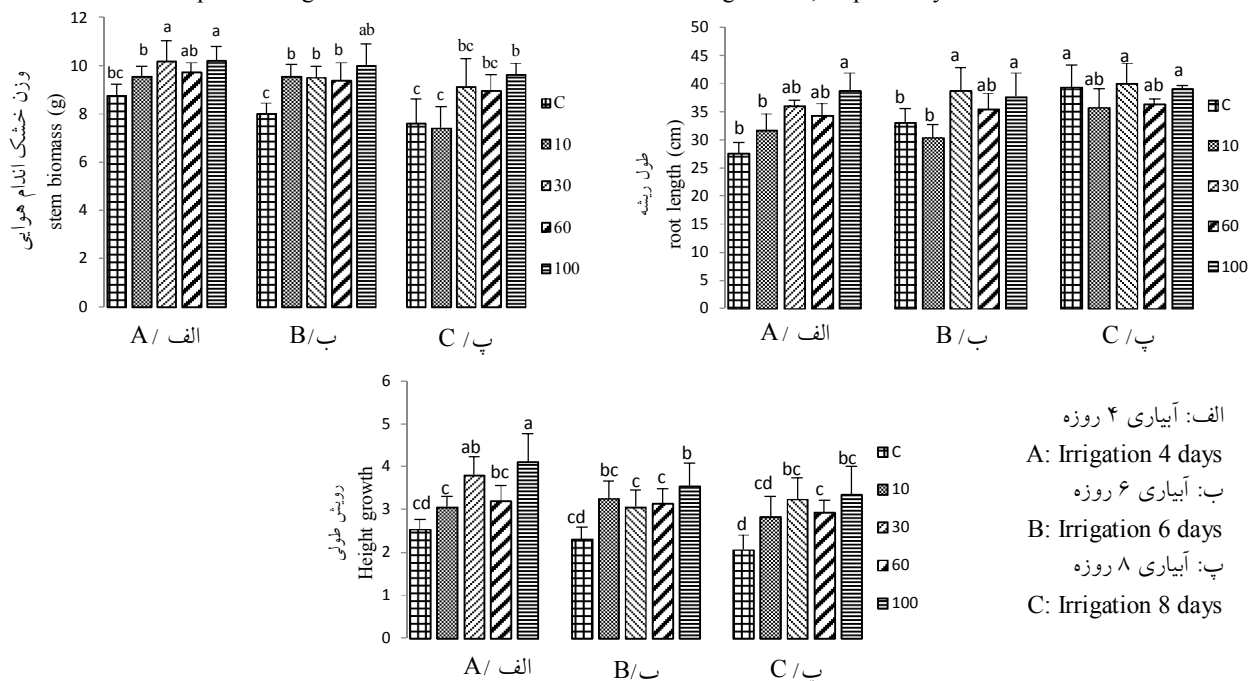 12
10
8
6
4
2
0
وزن خشک اندام هوایی
stem biomass (g)
bc b a ab a
c b b b ab
c c bc bc b
C
10
30
60
100
A / الف
B/ب
C /پ
50
45
40
35
30
25
20
15
10
5
0
طول ریشه
root length (cm)
b b ab ab a
b b a ab a
a ab a ab a
C
10
30
60
100
A / الف
B/ب
C /پ
6
5
4
3
2
1
0
رویش طولی
Height growth
cd c ab bc a
cd bc c c b
d cd bc c bc
C
10
30
60
100
A / الف
B/ب
C /پ
الف: آبیاری ۴ روزه
A: Irrigation 4 days
ب: آبیاری ۶ روزه
B: Irrigation 6 days
پ: آبیاری ۸ روزه
C: Irrigation 8 days